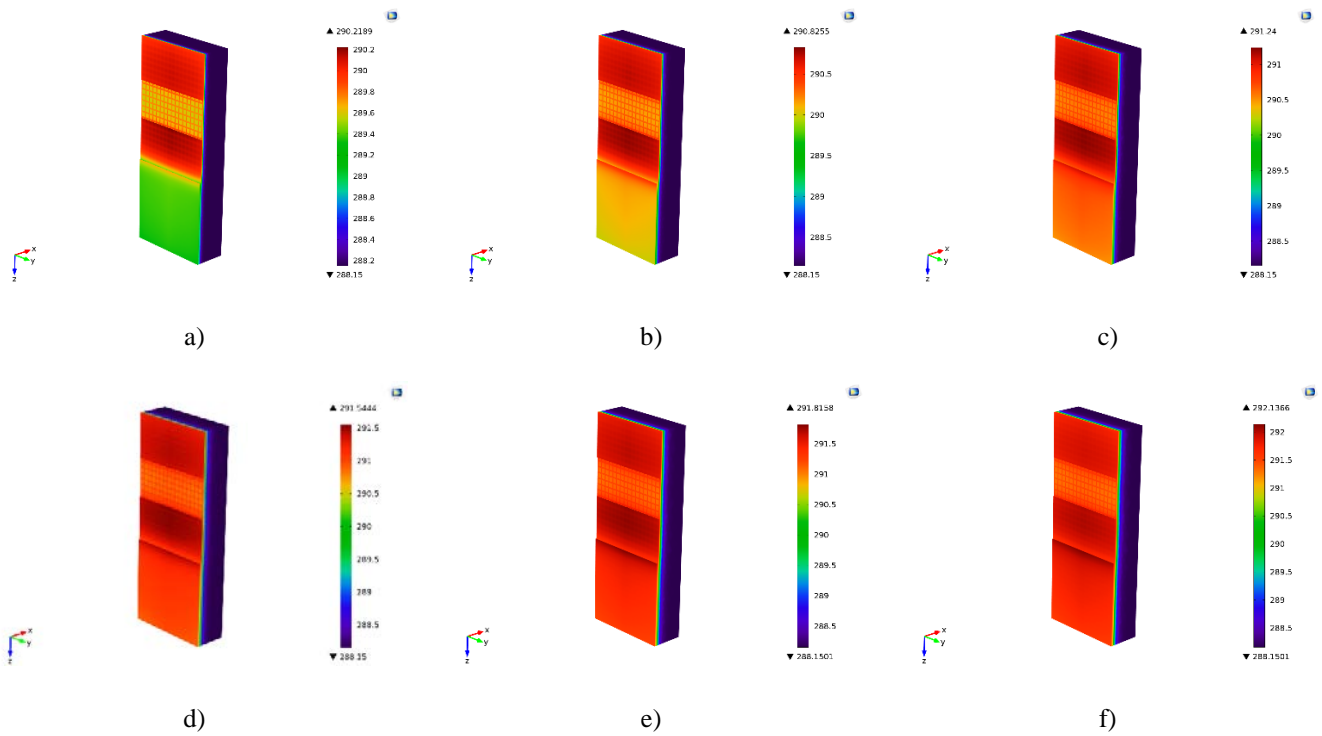 ▲ 290.2189
290.2
290
289.8
289.6
289.4
289.2
289
288.8
288.6
288.4
288.2
▼ 288.15
x
y
z
a)
▲ 290.8255
290.5
290
289.5
289
288.5
▼ 288.15
x
y
z
b)
▲ 291.24
291
290.5
290
289.5
289
288.5
▼ 288.15
x
y
z
c)
▲ 291.5444
291.5
291
290.5
290
289.5
289
288.5
▼ 288.15
x
y
z
d)
▲ 291.8158
291.5
291
290.5
290
289.5
289
288.5
▼ 288.1501
x
y
z
e)
▲ 292.1366
292
291.5
291
290.5
290
289.5
289
288.5
▼ 288.1501
x
y
z
f)